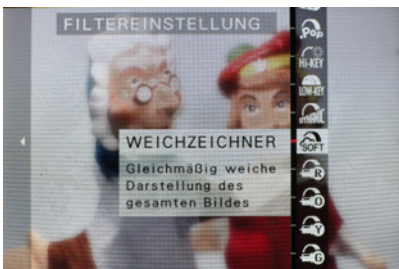 FILTEREINSTELLUNG
Pop
HI-KEY
LOW-KEY
WEICHZEICHNER
SOFT
Gleichmäßig weiche
Darstellung des
gesamten Bildes
R
O
Y
G